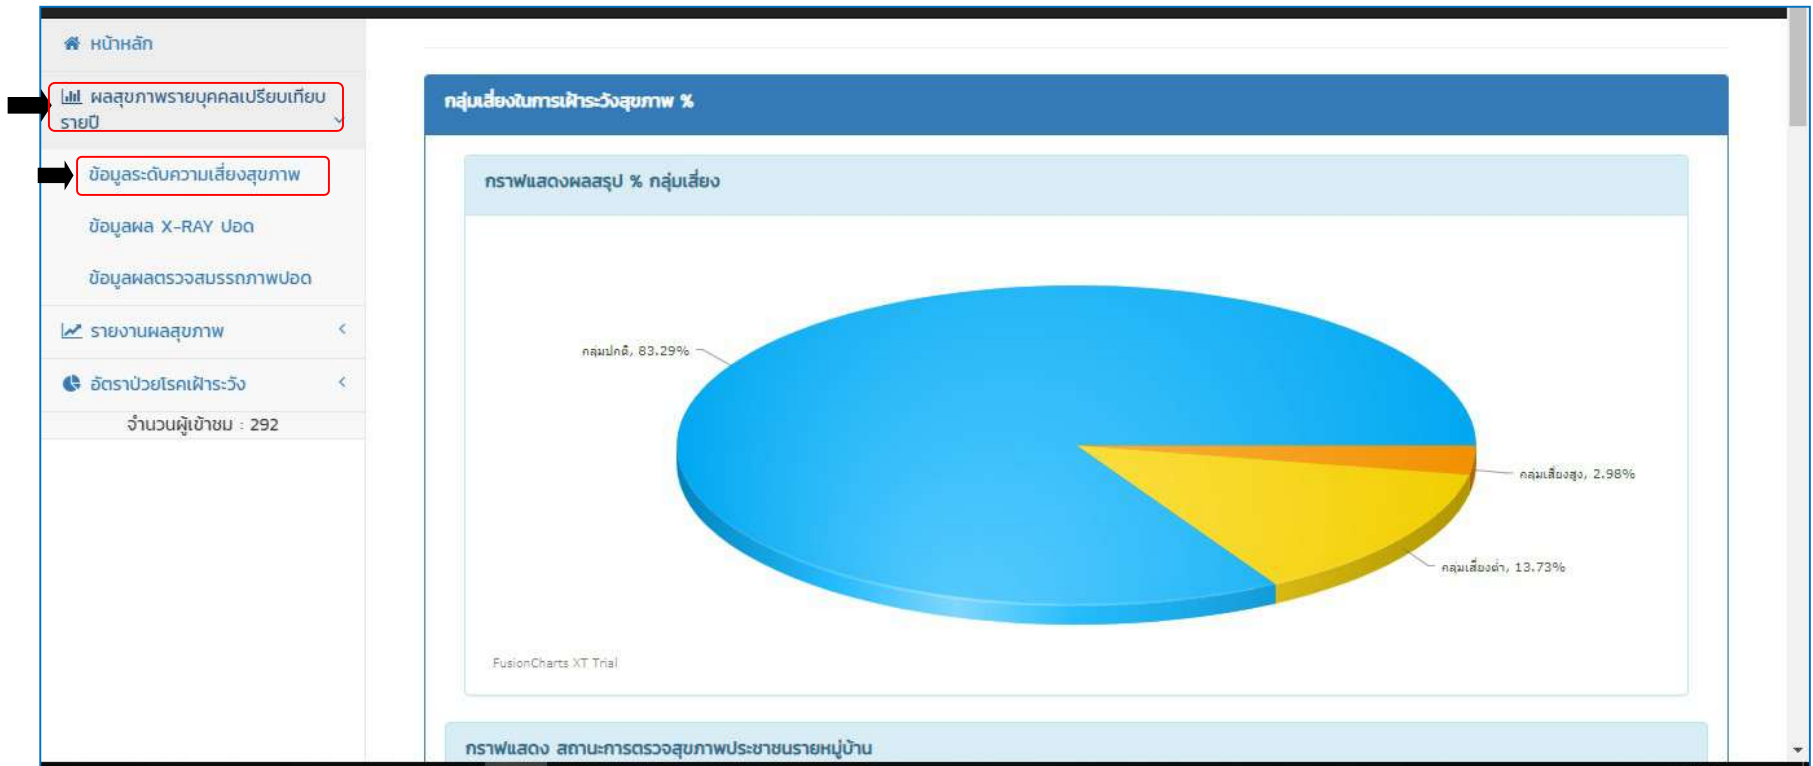 หน้าหลัก
ผลสุขภาพรายบุคคลเปรียบเทียบ
รายปี
ข้อมูลระดับความเสี่ยงสุขภาพ
ข้อมูลผล X-RAY ปอด
ข้อมูลผลตรวจสมรรถภาพปอด
รายงานผลสุขภาพ
อัตราป่วยโรคเฝ้าระวัง
จำนวนผู้เข้าชม : 292
กลุ่มเสี่ยงในการเฝ้าระวังสุขภาพ %
กราฟแสดงผลสรุป % กลุ่มเสี่ยง
กลุ่มปกติ, 83.29%
กลุ่มเสี่ยงสูง, 2.98%
กลุ่มเสี่ยงต่ำ, 13.73%
FusionCharts XT Trial
กราฟแสดง สถานะการตรวจสุขภาพประชาชนรายหมู่บ้าน